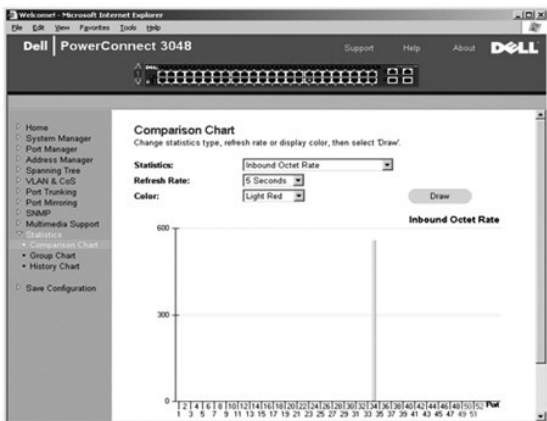 Welcome! - Microsoft Internet Explorer
File Edit View Favorites Tools Help
Dell | PowerConnect 3048
Support Help About DELL
Home
System Manager
Port Manager
Address Manager
Spanning Tree
VLAN & CoS
Port Trunking
Port Mirroring
SNMP
Multimedia Support
Statistics
Comparison Chart
Group Chart
History Chart
Save Configuration
Comparison Chart
Change statistics type, refresh rate or display color, then select 'Draw'.
Statistics: Inbound Octet Rate
Refresh Rate: 5 Seconds
Color: Light Red
Draw
Inbound Octet Rate
600
300
0
2 4 6 8 10 12 14 16 18 20 22 24 26 28 30 32 34 36 38 40 42 44 46 48 50 52 Port
1 3 5 7 9 11 13 15 17 19 21 23 25 27 29 31 33 35 37 39 41 43 45 47 49 51